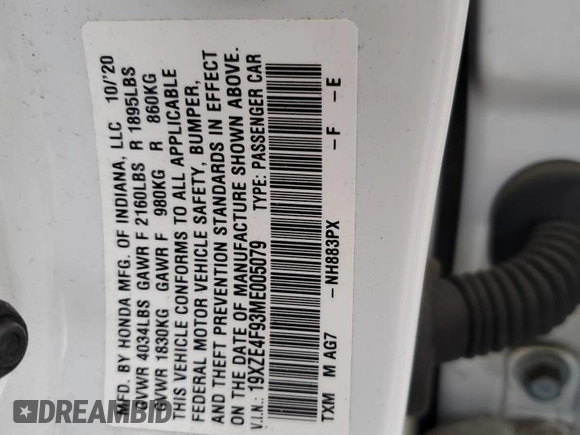 MFD. BY HONDA MFG. OF INDIANA, LLC 10/'20
GVWR 4034LBS GAWR F 2160LBS R 1895LBS
GVWR 1830KG GAWR F 980KG R 860KG
THIS VEHICLE CONFORMS TO ALL APPLICABLE
FEDERAL MOTOR VEHICLE SAFETY, BUMPER,
AND THEFT PREVENTION STANDARDS IN EFFECT
ON THE DATE OF MANUFACTURE SHOWN ABOVE.
V.I.N.: 19XZE4F93ME005079 TYPE: PASSENGER CAR
TXM M AG7 -NH883PX -F -E
DREAMBID